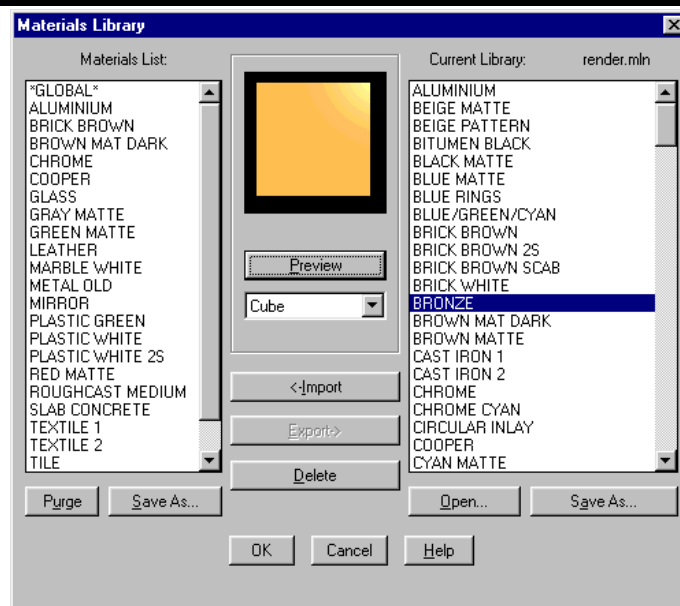 Materials Library
Materials List:
*GLOBAL*
ALUMINIUM
BRICK BROWN
BROWN MAT DARK
CHROME
COOPER
GLASS
GRAY MATTE
GREEN MATTE
LEATHER
MARBLE WHITE
METAL OLD
MIRROR
PLASTIC GREEN
PLASTIC WHITE
PLASTIC WHITE 2S
RED MATTE
ROUGHCAST MEDIUM
SLAB CONCRETE
TEXTILE 1
TEXTILE 2
TILE
Purge
Save As...
Preview
Cube
<-Import
Export->
Delete
Current Library: render.mln
ALUMINIUM
BEIGE MATTE
BEIGE PATTERN
BITUMEN BLACK
BLACK MATTE
BLUE MATTE
BLUE RINGS
BLUE/GREEN/CYAN
BRICK BROWN
BRICK BROWN 2S
BRICK BROWN SCAB
BRICK WHITE
BRONZE
BROWN MAT DARK
BROWN MATTE
CAST IRON 1
CAST IRON 2
CHROME
CHROME CYAN
CIRCULAR INLAY
COOPER
CYAN MATTE
Open...
Save As...
OK
Cancel
Help